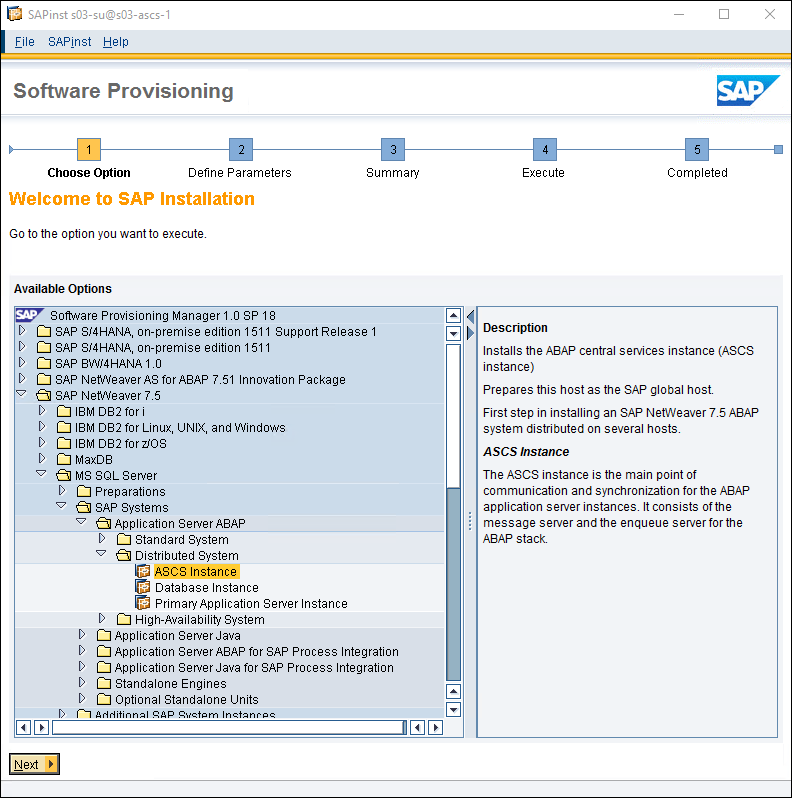 SAPinst s03-su@s03-ascs-1
File SAPinst Help
Software Provisioning
SAP
1 2 3 4 5
Choose Option Define Parameters Summary Execute Completed
Welcome to SAP Installation
Go to the option you want to execute.
Available Options
SAP Software Provisioning Manager 1.0 SP 18
SAP S/4HANA, on-premise edition 1511 Support Release 1
SAP S/4HANA, on-premise edition 1511
SAP BW/4HANA 1.0
SAP NetWeaver AS for ABAP 7.51 Innovation Package
SAP NetWeaver 7.5
IBM DB2 for i
IBM DB2 for Linux, UNIX, and Windows
IBM DB2 for z/OS
MaxDB
MS SQL Server
Preparations
SAP Systems
Application Server ABAP
Standard System
Distributed System
ASCS Instance
Database Instance
Primary Application Server Instance
High-Availability System
Application Server Java
Application Server ABAP for SAP Process Integration
Application Server Java for SAP Process Integration
Standalone Engines
Optional Standalone Units
Additional SAP System Instances
Description
Installs the ABAP central services instance (ASCS
instance)
Prepares this host as the SAP global host.
First step in installing an SAP NetWeaver 7.5 ABAP
system distributed on several hosts.
ASCS Instance
The ASCS instance is the main point of
communication and synchronization for the ABAP
application server instances. It consists of the
message server and the enqueue server for the
ABAP stack.
Next